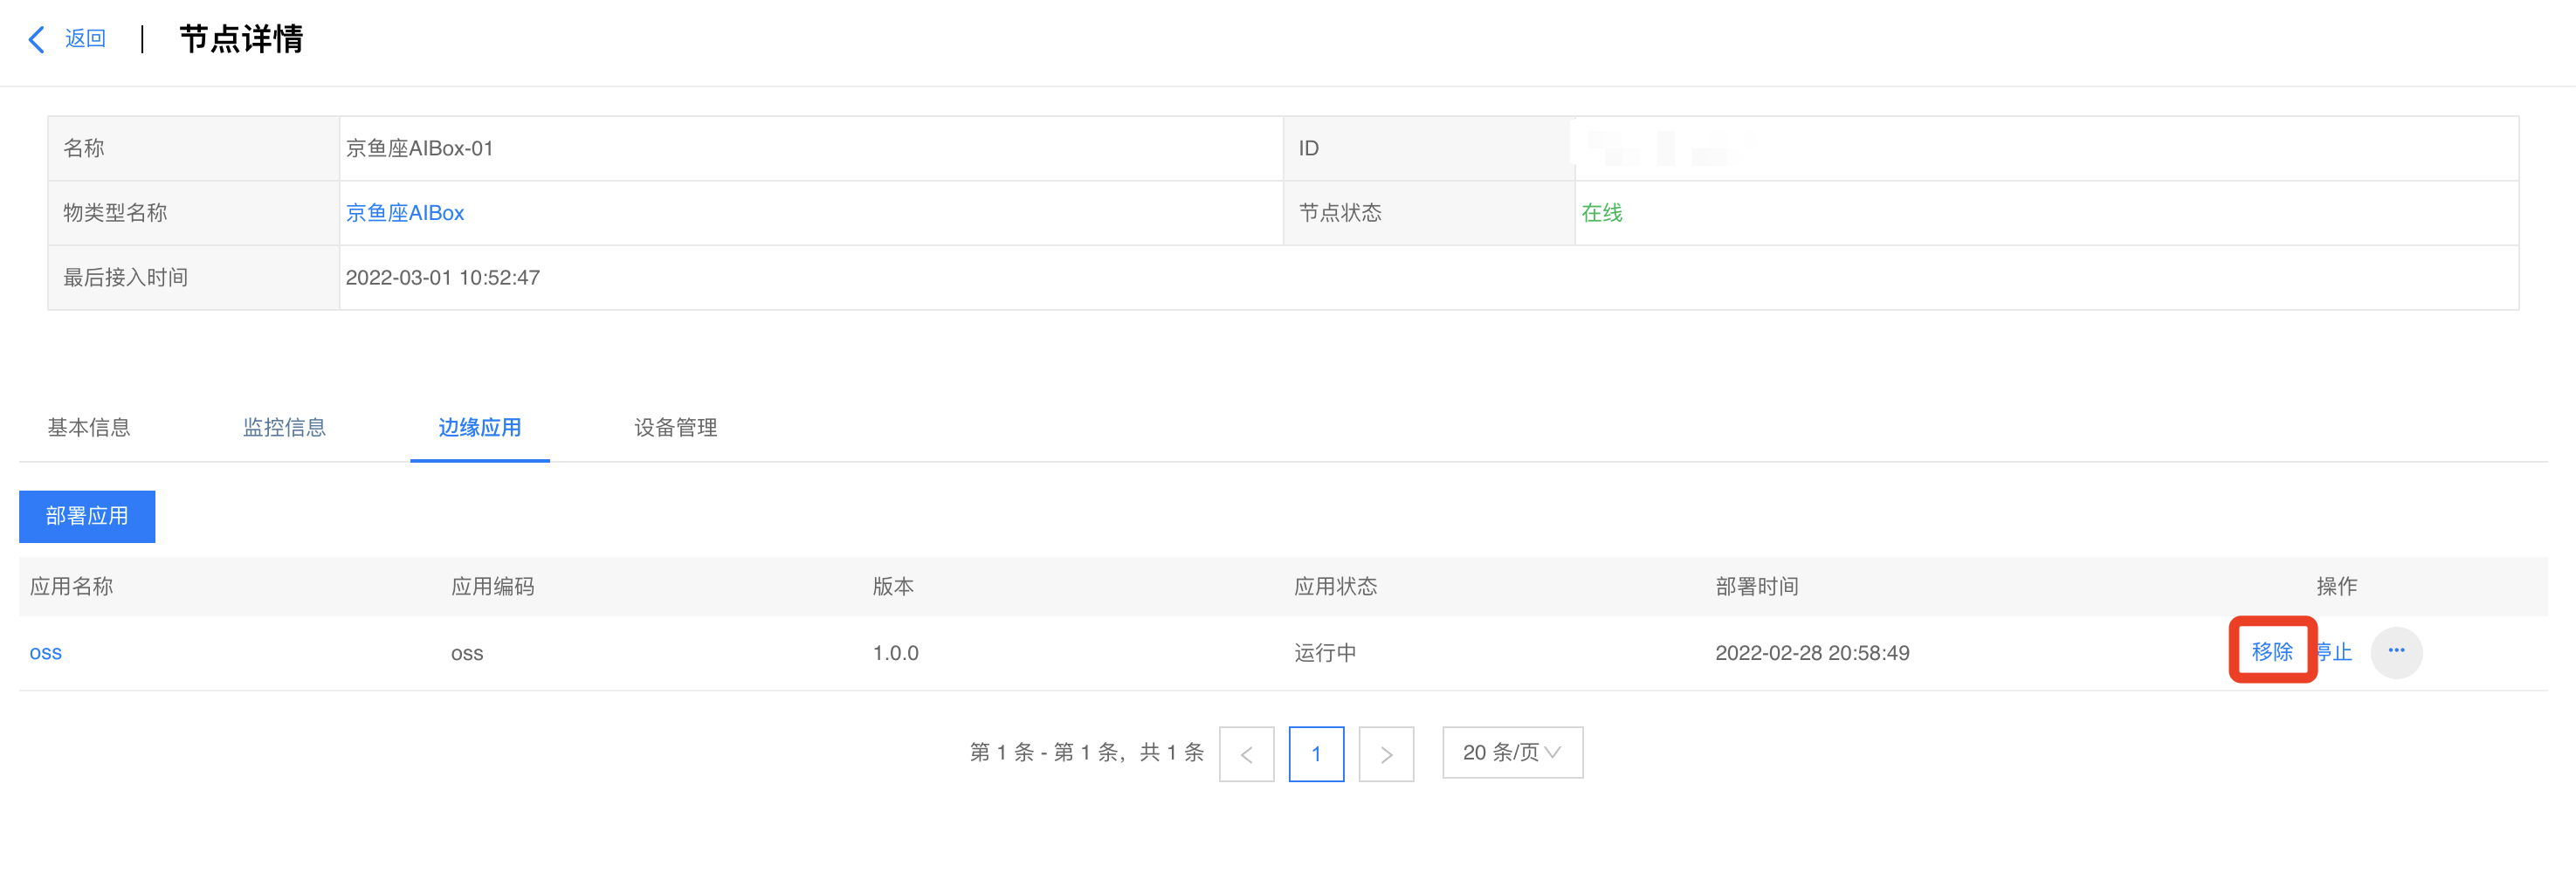 返回 | 节点详情
名称 京鱼座AIBox-01 ID
物类型名称 京鱼座AIBox 节点状态 在线
最后接入时间 2022-03-01 10:52:47
基本信息 监控信息 边缘应用 设备管理
部署应用
应用名称 应用编码 版本 应用状态 部署时间 操作
oss oss 1.0.0 运行中 2022-02-28 20:58:49 移除 停止 ···
第 1 条 - 第 1 条，共 1 条 < 1 > 20 条/页